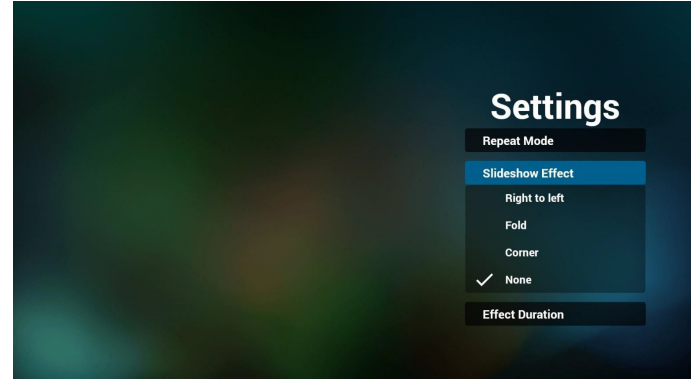 Settings
Repeat Mode
Slideshow Effect
Right to left
Fold
Corner
None
Effect Duration